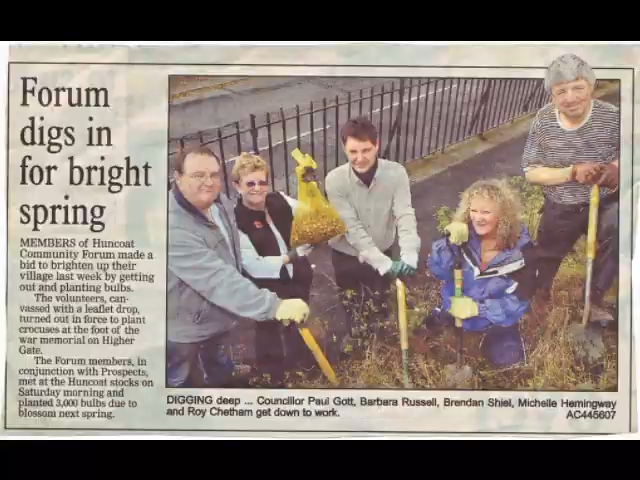 Forum
digs in
for bright
spring
MEMBERS of Huncoat
Community Forum made a
bid to brighten up their
village last week by getting
out and planting bulbs.
The volunteers, can-
vassed with a leaflet drop,
turned out in force to plant
crocuses at the foot of the
war memorial on Higher
Gate.
The Forum members, in
conjunction with Prospects,
met at the Huncoat stocks on
Saturday morning and
planted 3,000 bulbs due to
blossom next spring.
DIGGING deep ... Councillor Paul Gott, Barbara Russell, Brendan Shiel, Michelle Hemingway
and Roy Chetham get down to work.
AC445607